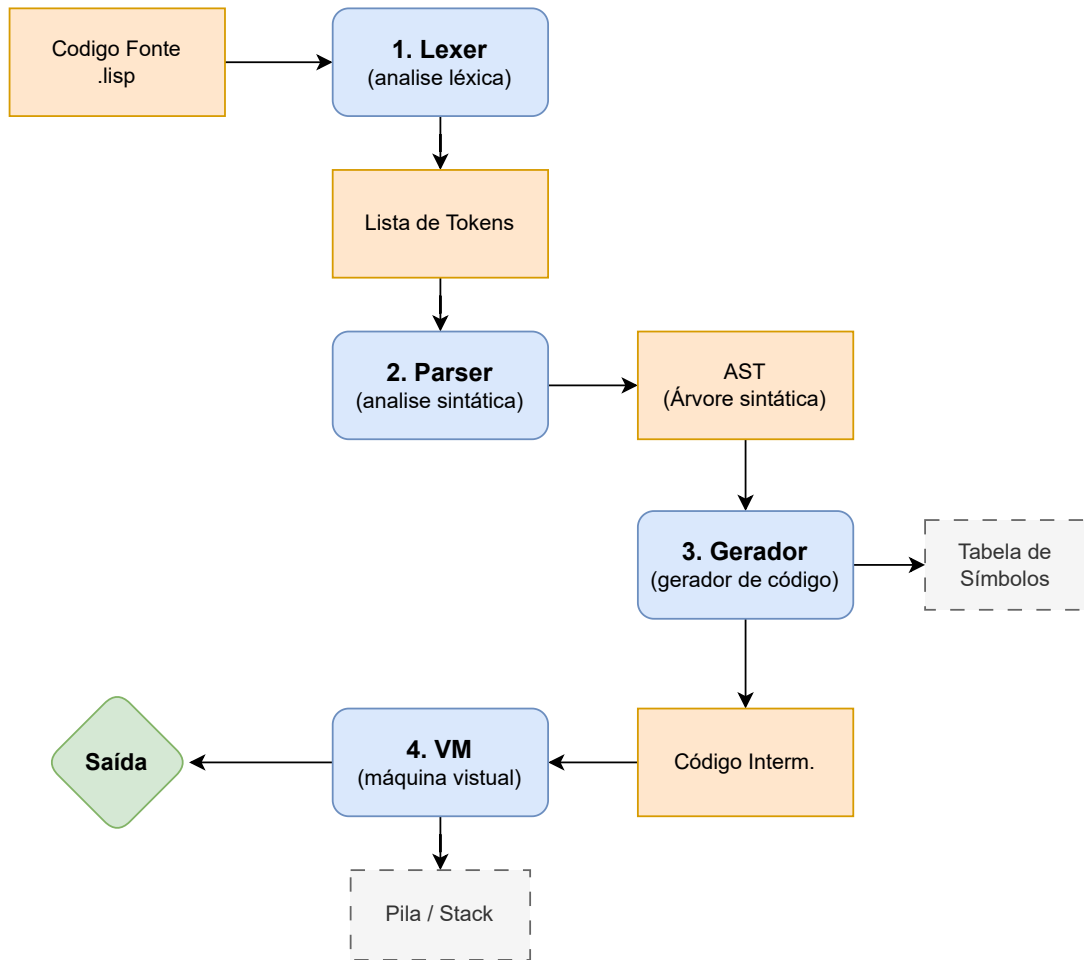 Codigo Fonte
.lisp
1. Lexer
(analise léxica)
Lista de Tokens
2. Parser
(analise sintática)
AST
(Árvore sintática)
3. Gerador
(gerador de código)
Tabela de
Símbolos
Saída
4. VM
(máquina vistual)
Código Interm.
Pila / Stack